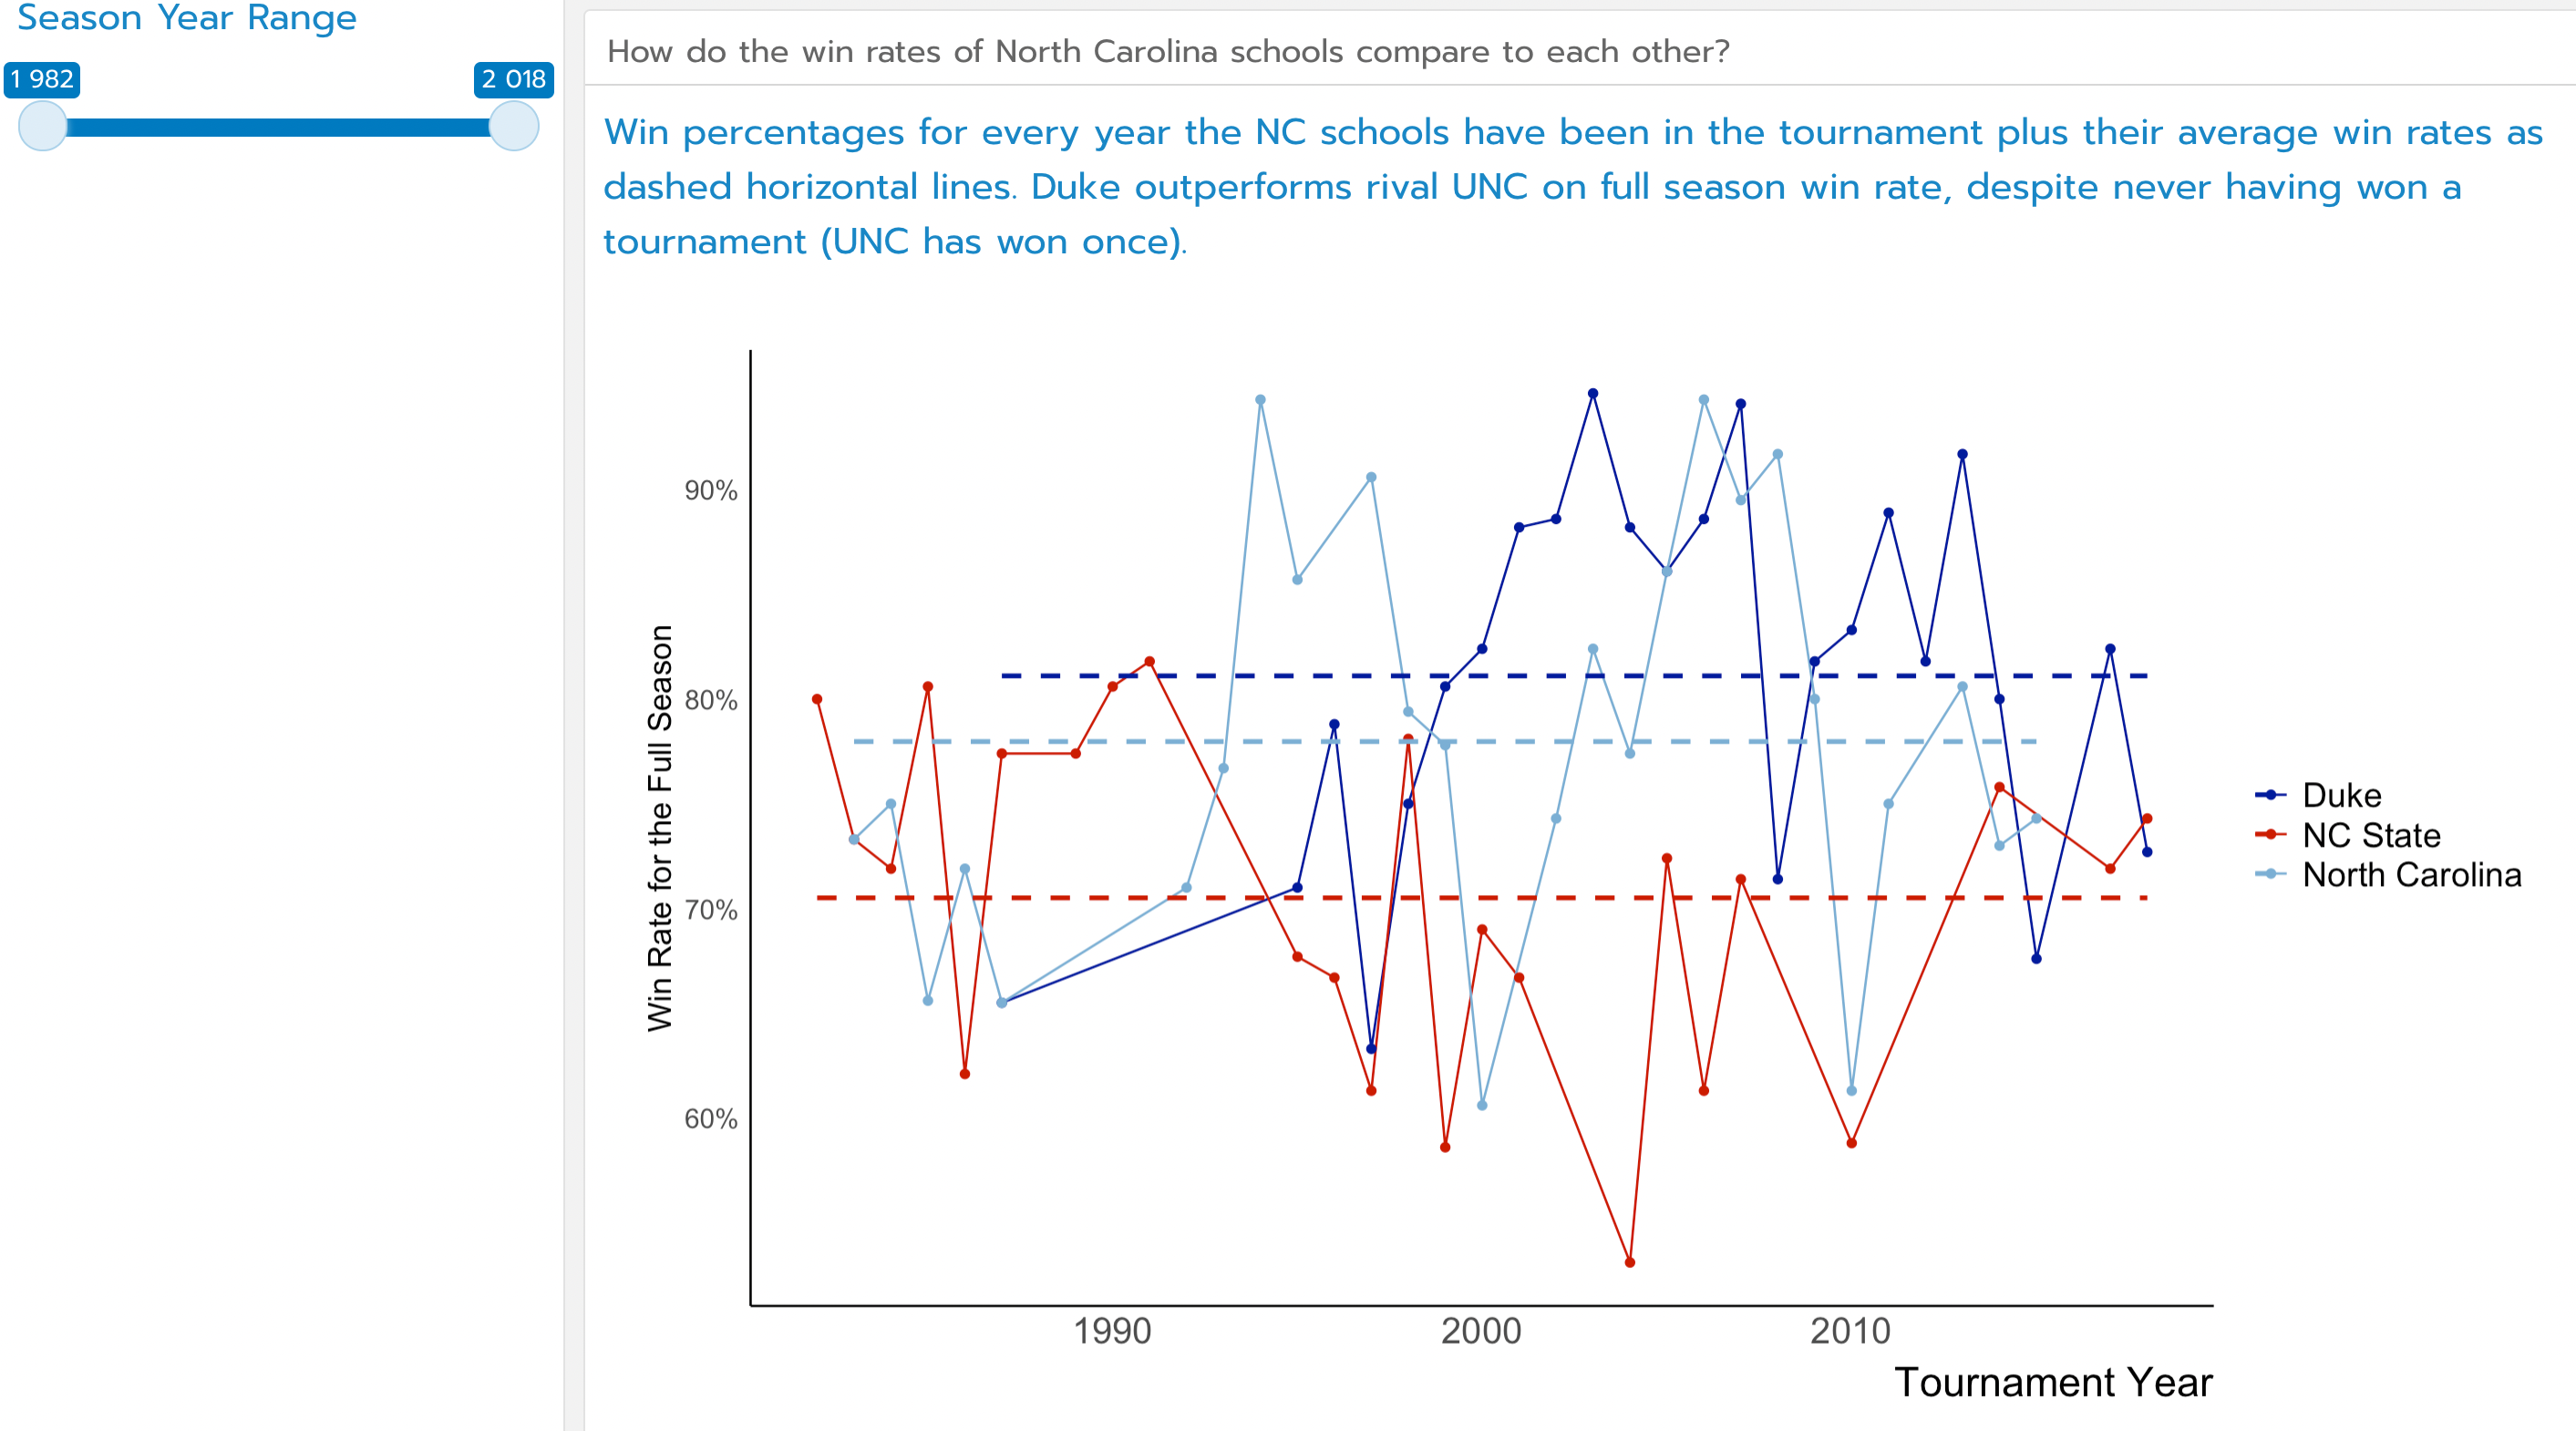 Season Year Range
1 982
2 018
How do the win rates of North Carolina schools compare to each other?
Win percentages for every year the NC schools have been in the tournament plus their average win rates as
dashed horizontal lines. Duke outperforms rival UNC on full season win rate, despite never having won a
tournament (UNC has won once).
Win Rate for the Full Season
90%
80%
70%
60%
1990
2000
2010
Tournament Year
Duke
NC State
North Carolina